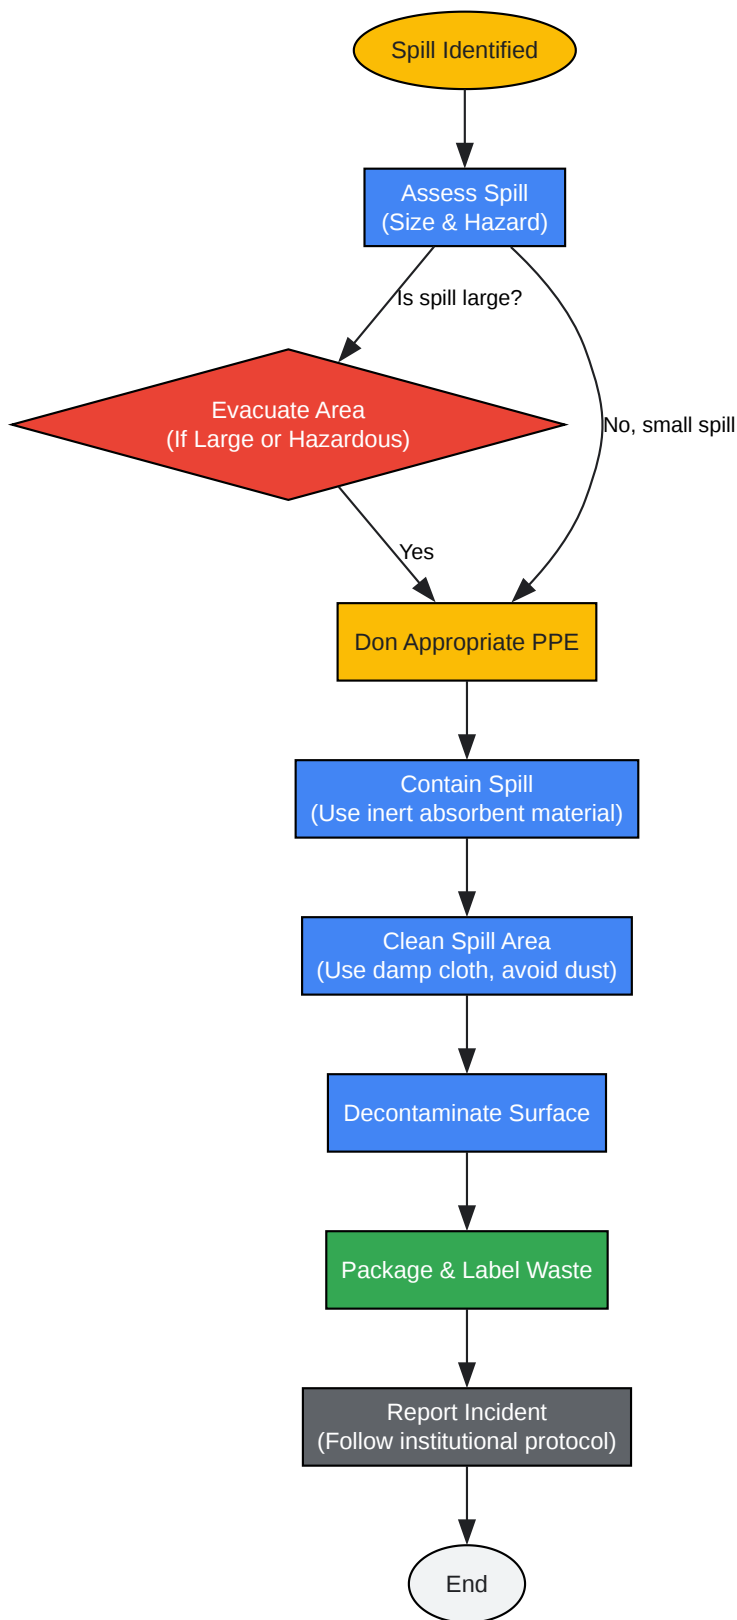 Spill Identified
Assess Spill
(Size & Hazard)
Is spill large?
Evacuate Area
(If Large or Hazardous)
No, small spill
Yes
Don Appropriate PPE
Contain Spill
(Use inert absorbent material)
Clean Spill Area
(Use damp cloth, avoid dust)
Decontaminate Surface
Package & Label Waste
Report Incident
(Follow institutional protocol)
End